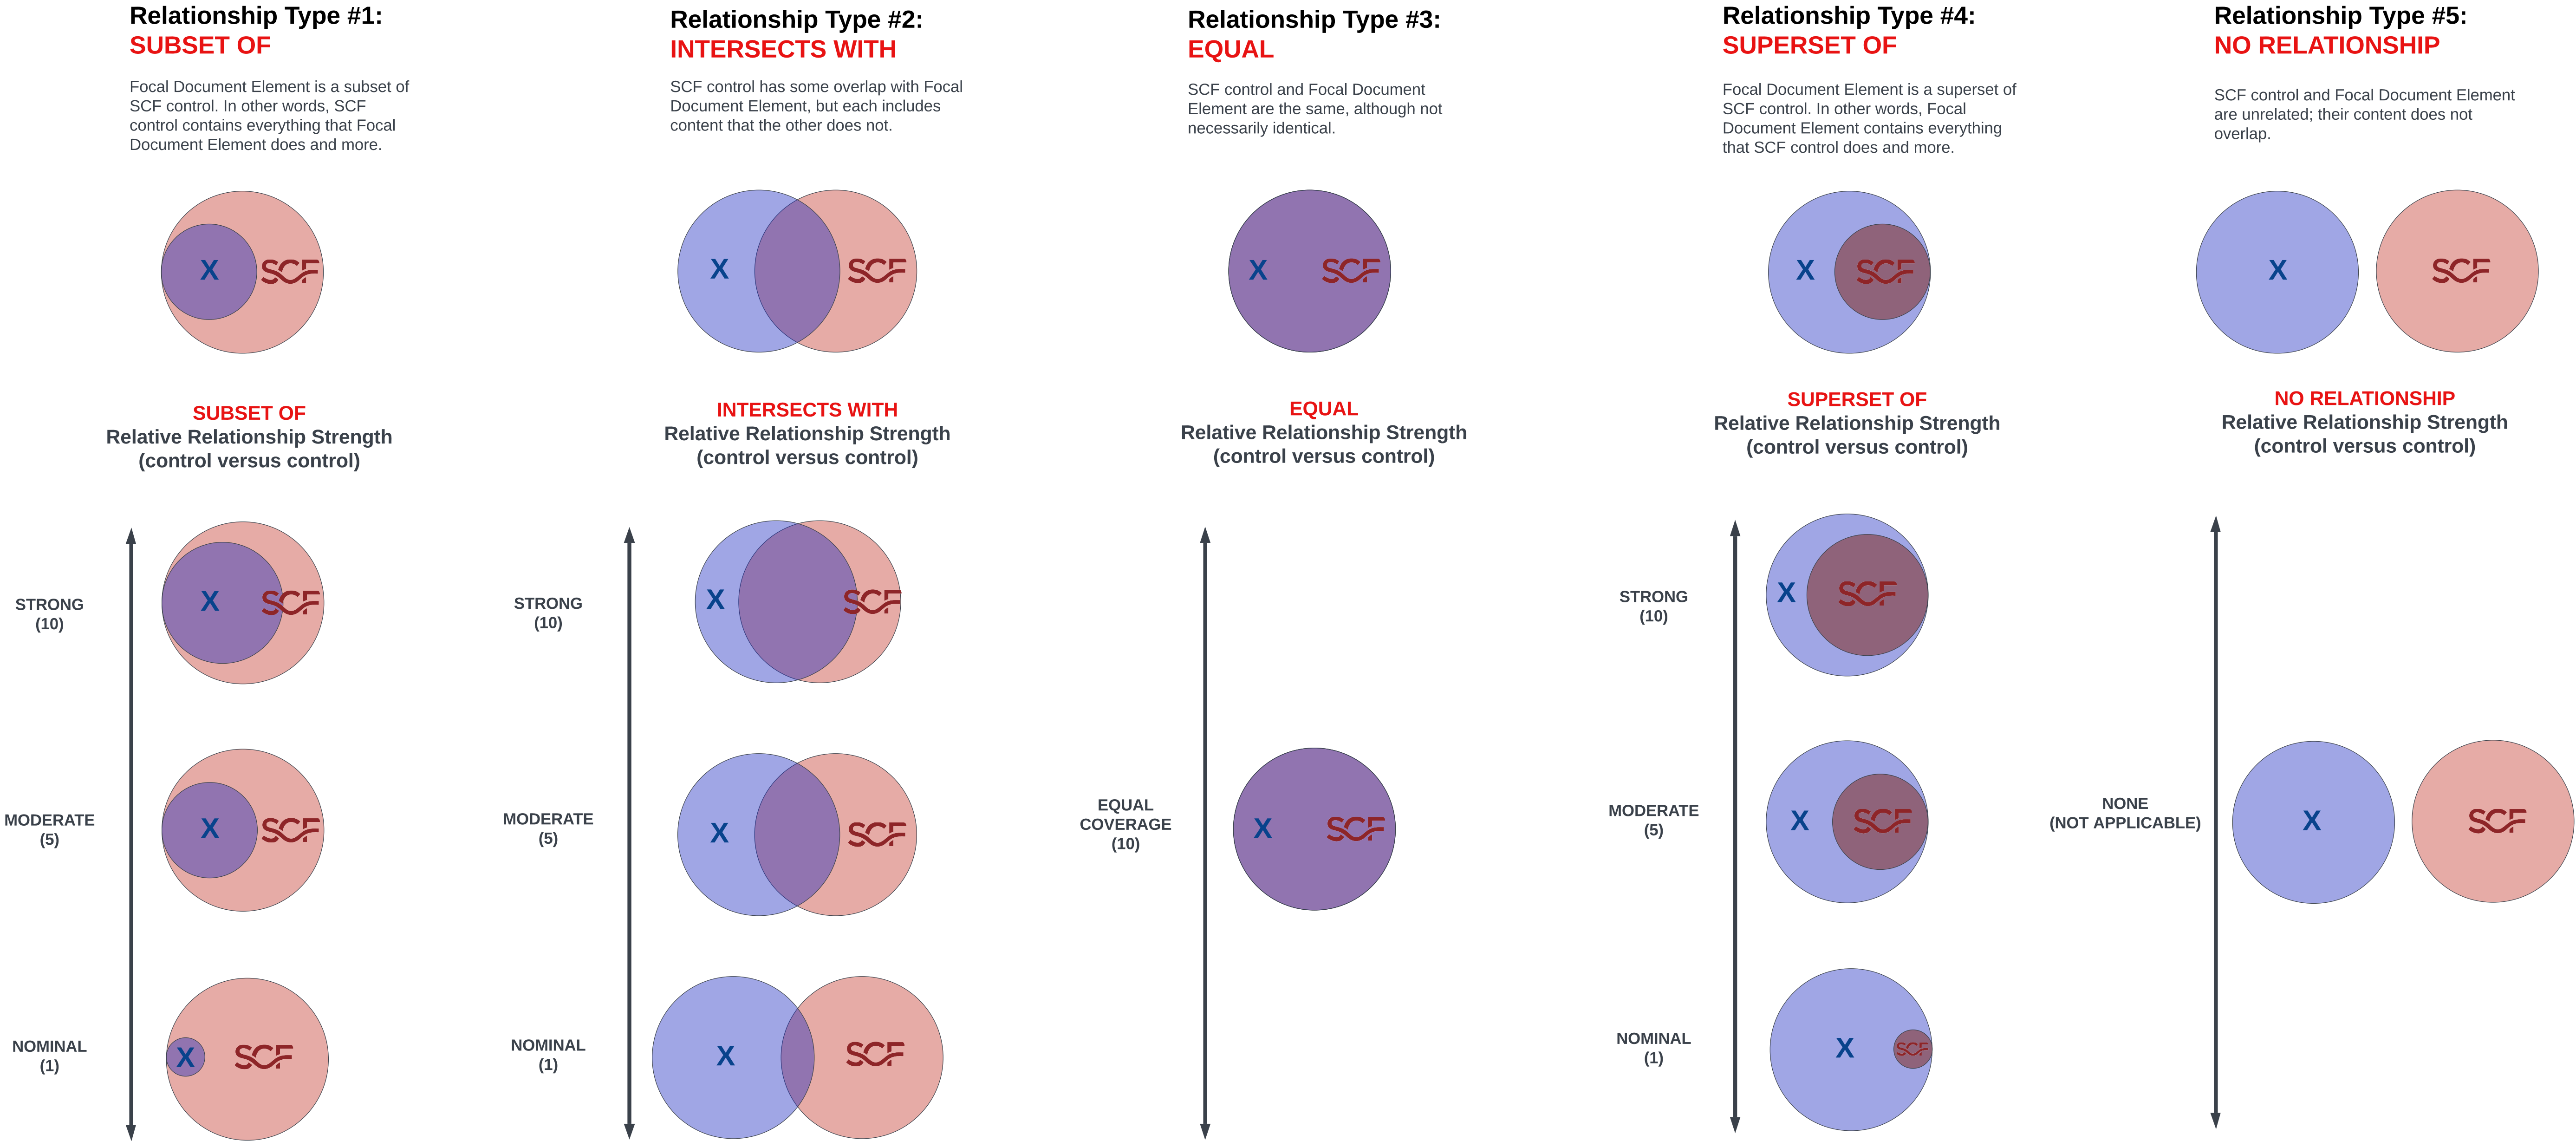 Relationship Type #1:
SUBSET OF
Focal Document Element is a subset of
SCF control. In other words, SCF
control contains everything that Focal
Document Element does and more.
X
SCF
SUBSET OF
Relative Relationship Strength
(control versus control)
STRONG
(10)
X
SCF
MODERATE
(5)
X
SCF
NOMINAL
(1)
X
SCF
Relationship Type #2:
INTERSECTS WITH
SCF control has some overlap with Focal
Document Element, but each includes
content that the other does not.
X
SCF
INTERSECTS WITH
Relative Relationship Strength
(control versus control)
STRONG
(10)
X
SCF
MODERATE
(5)
X
SCF
NOMINAL
(1)
X
SCF
Relationship Type #3:
EQUAL
SCF control and Focal Document
Element are the same, although not
necessarily identical.
X
SCF
EQUAL
Relative Relationship Strength
(control versus control)
EQUAL
COVERAGE
(10)
X
SCF
Relationship Type #4:
SUPERSET OF
Focal Document Element is a superset of
SCF control. In other words, Focal
Document Element contains everything
that SCF control does and more.
X
SCF
SUPERSET OF
Relative Relationship Strength
(control versus control)
STRONG
(10)
X
SCF
MODERATE
(5)
X
SCF
NOMINAL
(1)
X
SCF
Relationship Type #5:
NO RELATIONSHIP
SCF control and Focal Document Element
are unrelated; their content does not
overlap.
X
SCF
NO RELATIONSHIP
Relative Relationship Strength
(control versus control)
NONE
(NOT APPLICABLE)
X
SCF